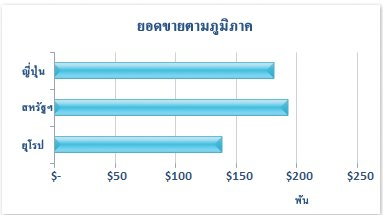 ยอดขายตามภูมิภาค
ญี่ปุ่น
สหรัฐฯ
ยุโรป
$- $50 $100 $150 $200 $250
พัน